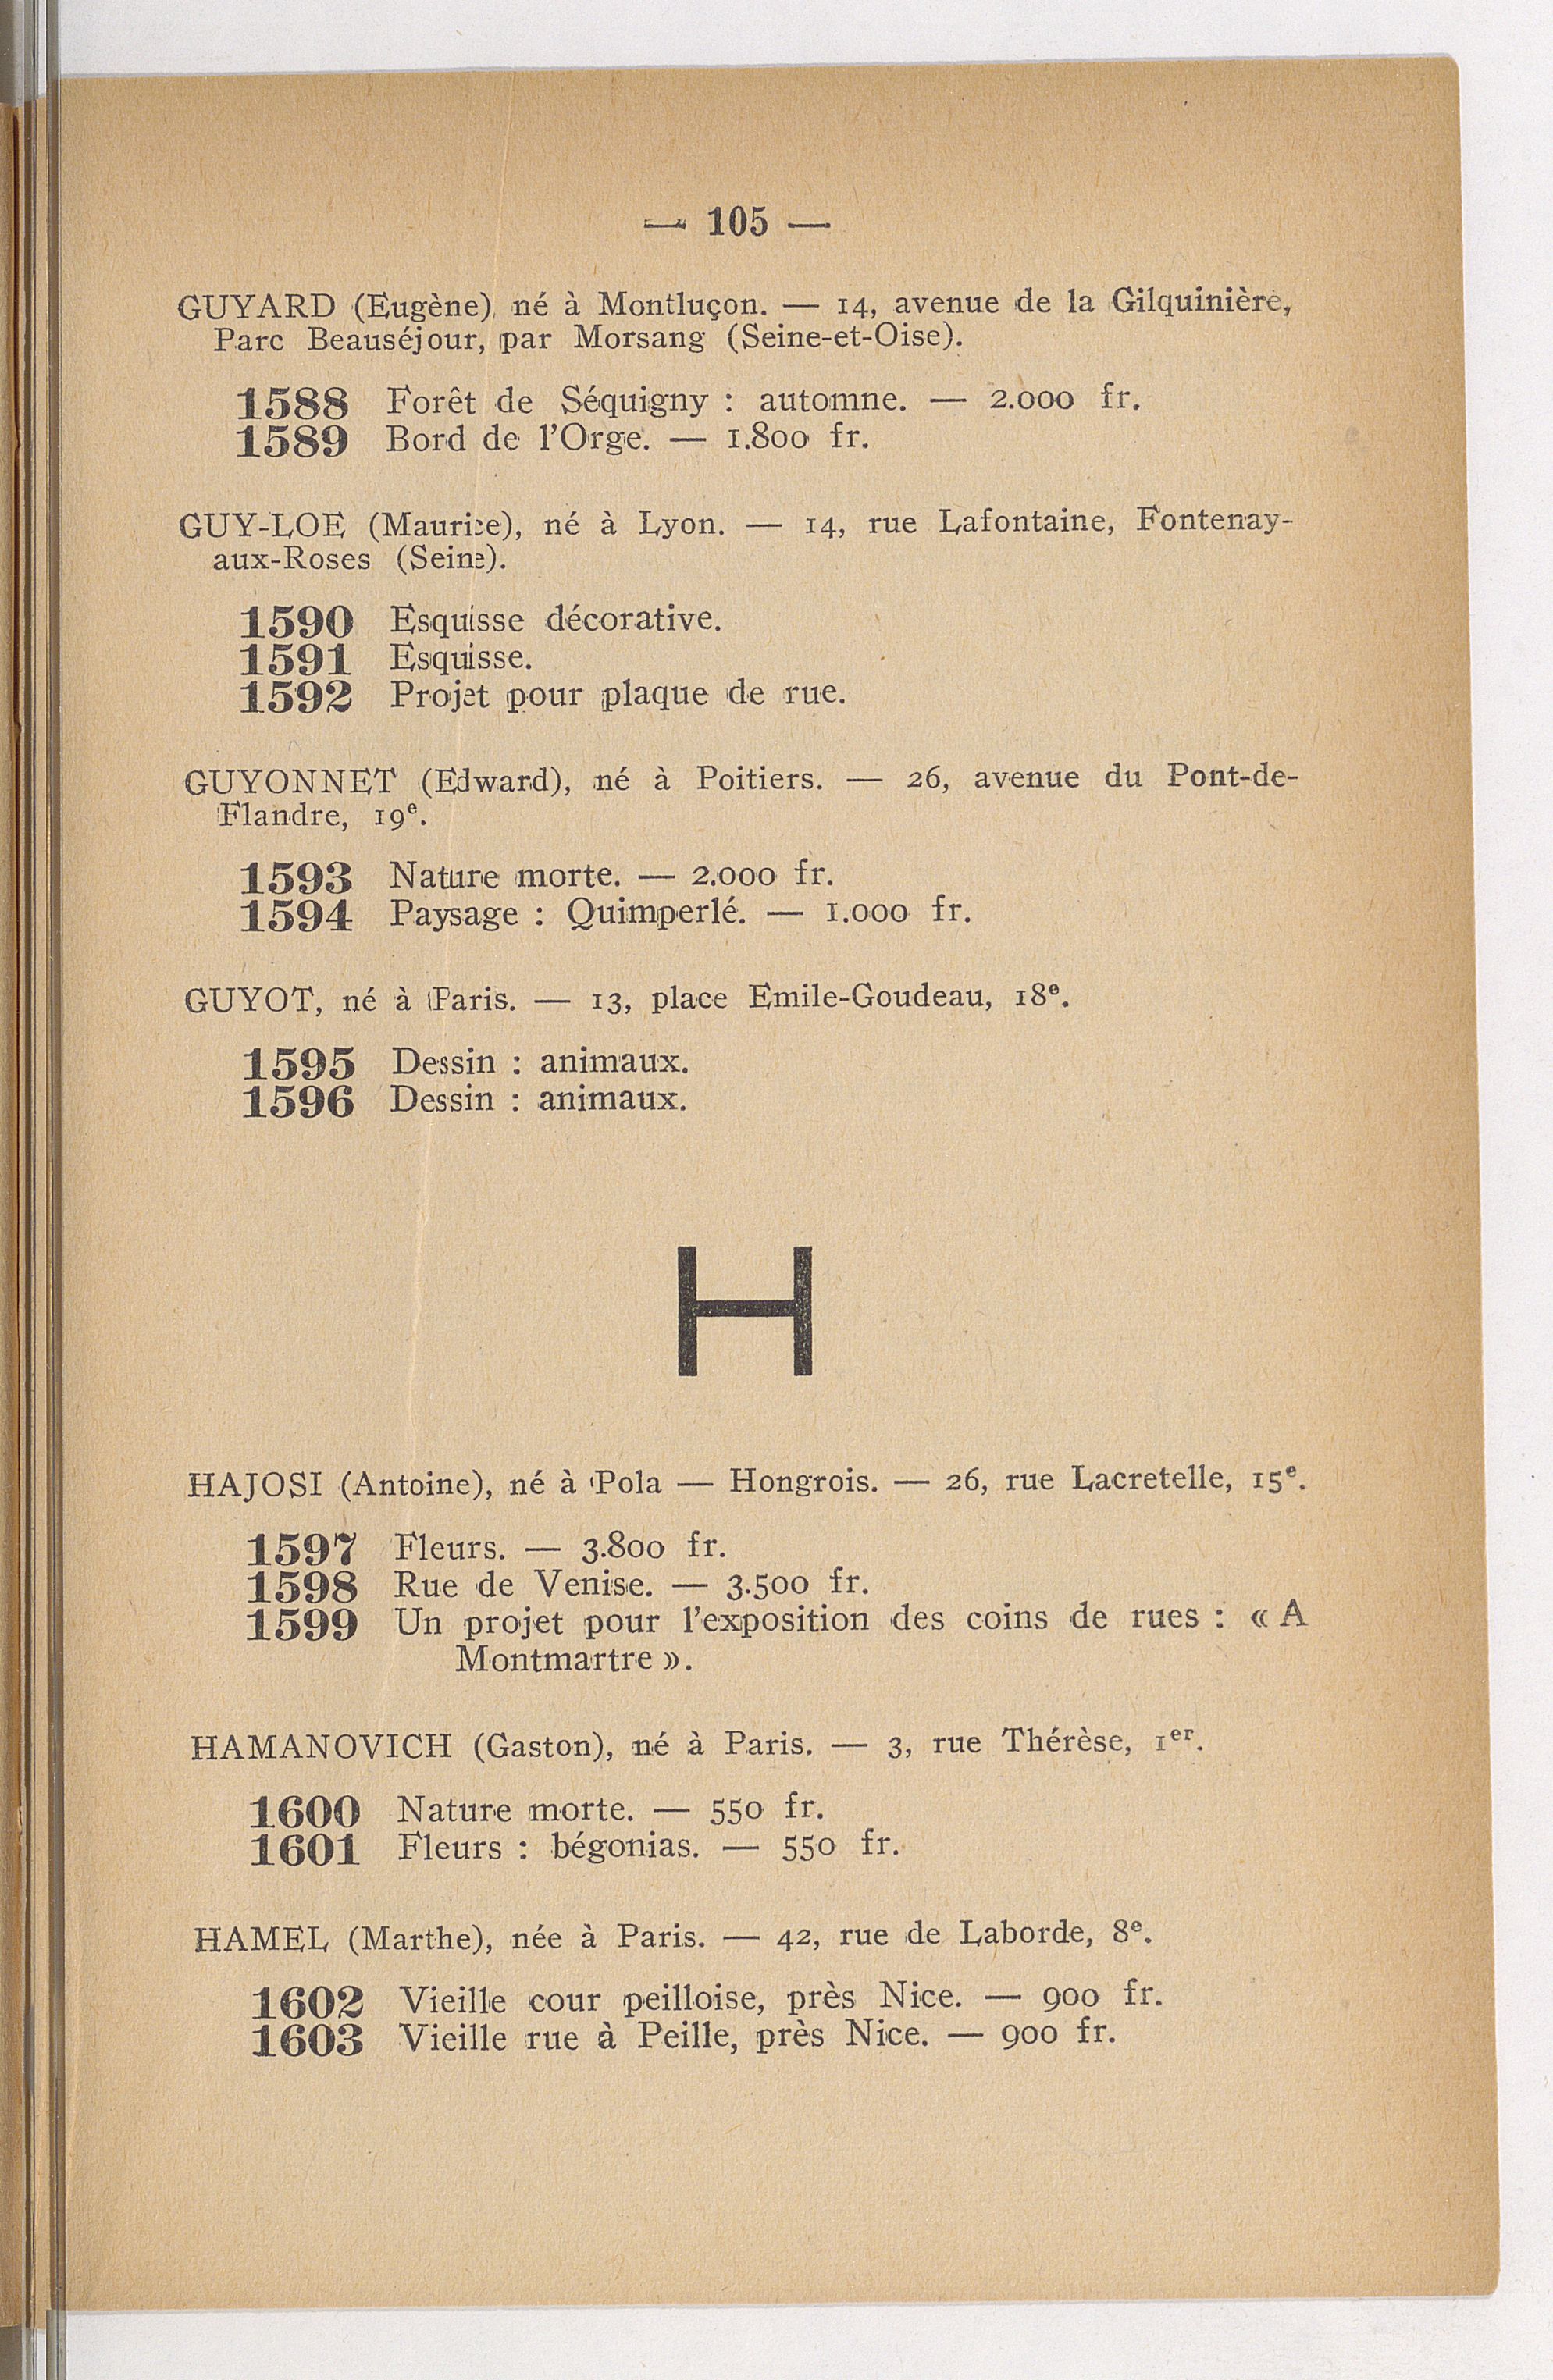 — 105 —
GUYARD (Eugène), né à Montluçon. — 14, avenue de la Gilquinière,
Parc Beauséjour, par Morsang (Seine-et-Oise).
1588 Forêt de Séquigny : automne. — 2.000 fr.
1589 Bord de l'Orge. — 1.800 fr.
GUY-LOE (Maurice), né à Lyon. — 14, rue Lafontaine, Fontenay-
aux-Roses (Seine).
1590 Esquisse décorative.
1591 Esquisse.
1592 Projet pour plaque de rue.
GUYONNET (Edward), né à Poitiers. — 26, avenue du Pont-de-
Flandre, 19e.
1593 Nature morte. — 2.000 fr.
1594 Paysage : Quimperlé. — 1.000 fr.
GUYOT, né à Paris. — 13, place Emile-Goudeau, 18e.
1595 Dessin : animaux.
1596 Dessin : animaux.
H
HAJOSI (Antoine), né à Pola — Hongrois. — 26, rue Lacretelle, 15e.
1597 Fleurs. — 3.800 fr.
1598 Rue de Venise. — 3.500 fr.
1599 Un projet pour l'exposition des coins de rues : « A
Montmartre ».
HAMANOVICH (Gaston), né à Paris. — 3, rue Thérèse, 1er.
1600 Nature morte. — 550 fr.
1601 Fleurs : bégonias. — 550 fr.
HAMEL (Marthe), née à Paris. — 42, rue de Laborde, 8e.
1602 Vieille cour peilloise, près Nice. — 900 fr.
1603 Vieille rue à Peille, près Nice. — 900 fr.